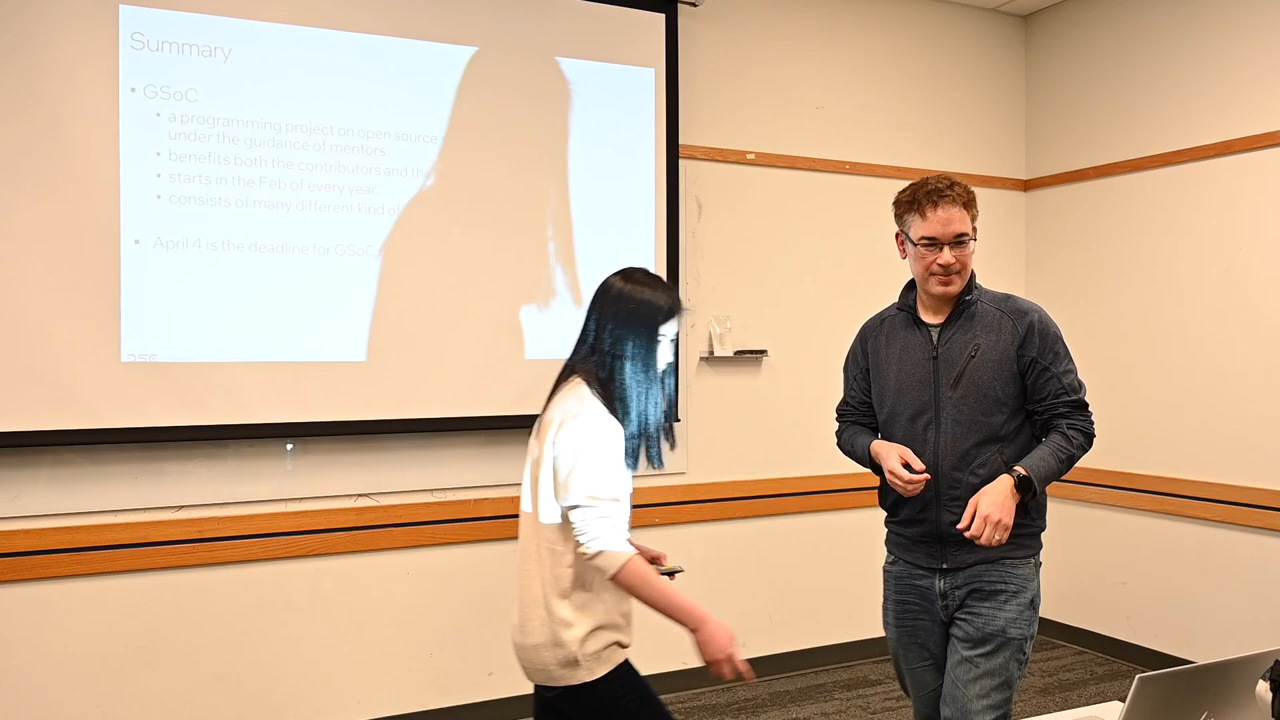 Summary
▪ GSoC
▪ a programming project on open source
under the guidance of mentors.
▪ benefits both the contributors and the
▪ starts in the Feb of every year.
▪ consists of many different kind of
▪ April 4 is the deadline for GSoC